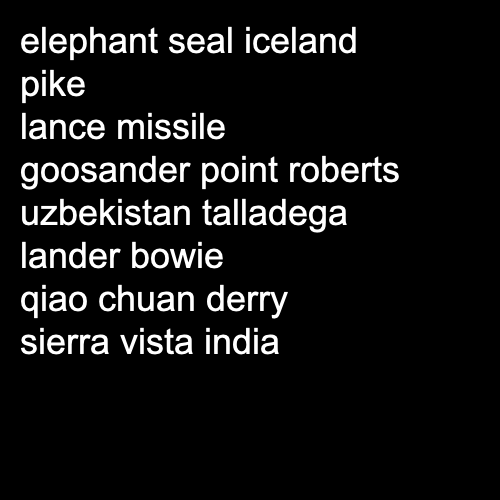 elephant seal iceland
pike
lance missile
goosander point roberts
uzbekistan talladega
lander bowie
qiao chuan derry
sierra vista india